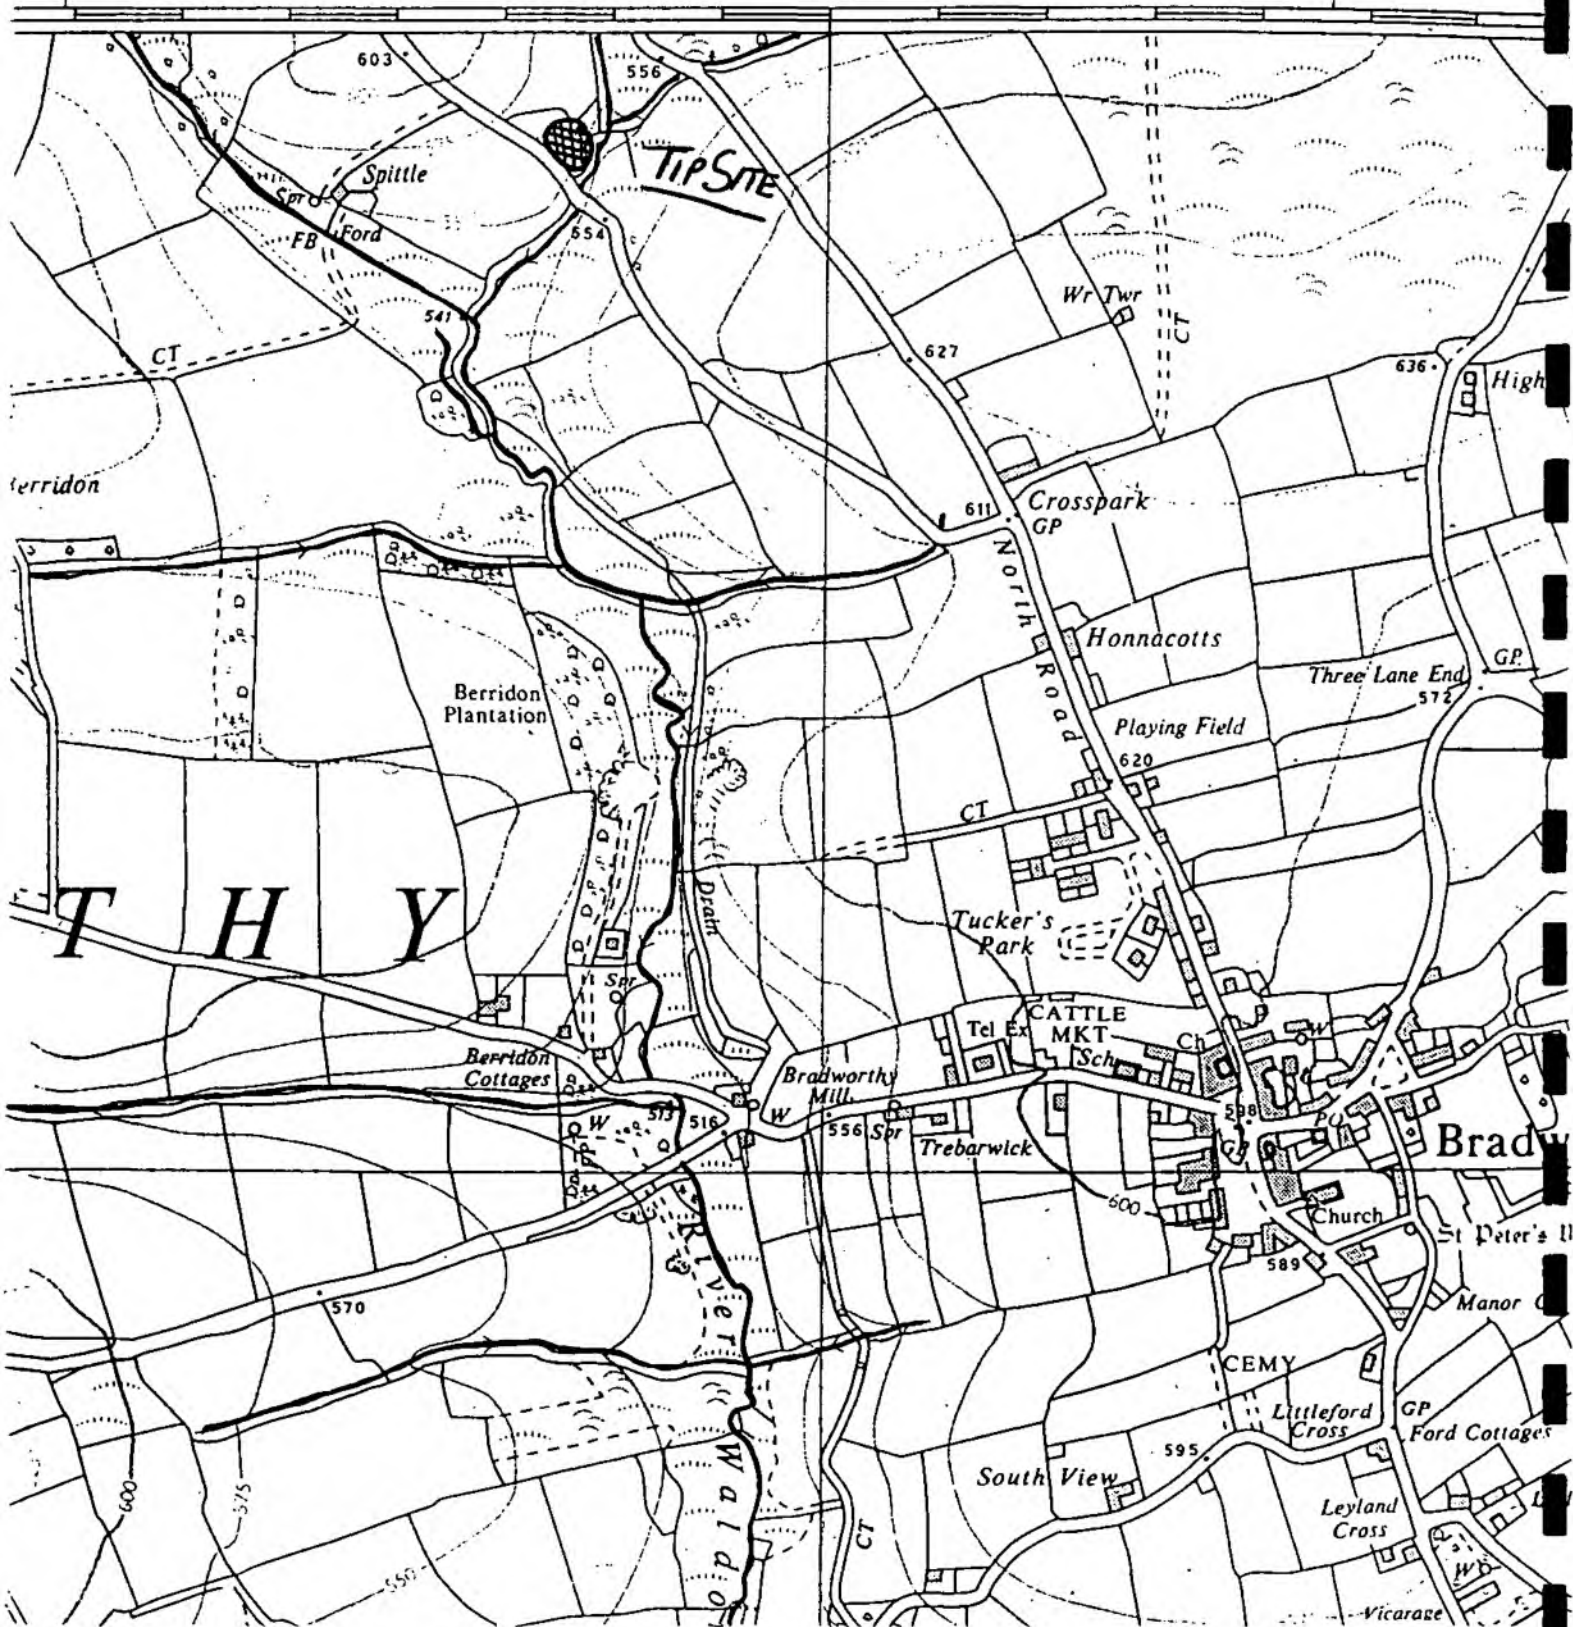 603
556
TIP SITE
Spittle
Spr
FB
Ford
554
541
CT
Wr Twr
CT
627
636
High
erridon
611
Crosspark
GP
North Road
Honnacotts
GP
Three Lane End
572
Berridon
Plantation
Playing Field
620
CT
Drain
THY
Tucker's
Park
Spr
CATTLE
MKT
Tel Ex
Sch
Ch
W
Berridon
Cottages
Bradworthy
Mill
513
516
W
W
556
Spr
Trebarwick
598
PO
Bradw
600
Church
St Peter's
589
River
570
Manor
CEMY
GP
Littleford
Cross
Ford Cottages
595
South View
Waldo
600
575
CT
Leyland
Cross
W
550
Vicarage